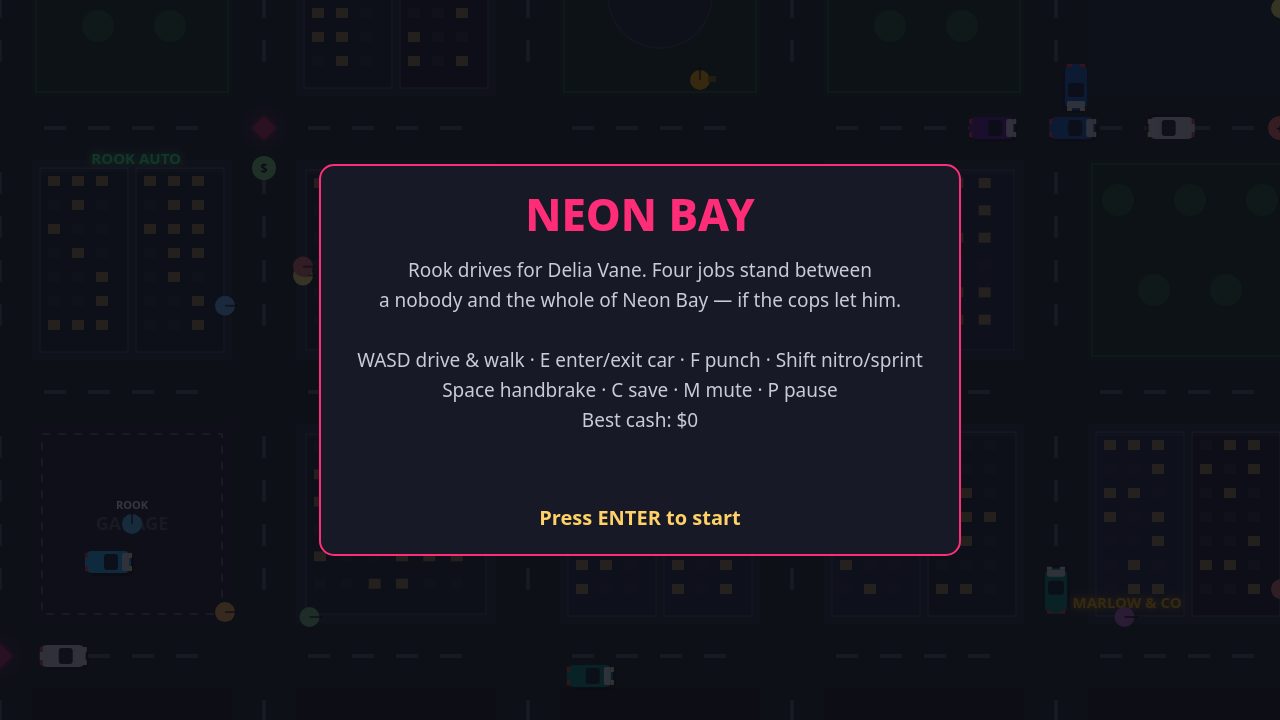 ROOK AUTO
$
NEON BAY
Rook drives for Delia Vane. Four jobs stand between
a nobody and the whole of Neon Bay — if the cops let him.
WASD drive & walk · E enter/exit car · F punch · Shift nitro/sprint
Space handbrake · C save · M mute · P pause
Best cash: $0
Press ENTER to start
ROOK
GARAGE
MARLOW & CO